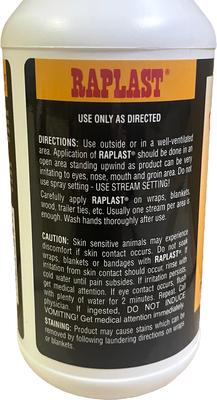 RAPLAST®
USE ONLY AS DIRECTED
DIRECTIONS: Use outside or in a well-ventilated
area. Application of RAPLAST® should be done in an
open area standing upwind as product can be very
irritating to eyes, nose, mouth and groin area. Do not
use spray setting - USE STREAM SETTING!
Carefully apply RAPLAST® on wraps, blankets,
wood, trailer ties, etc. Usually one stream per area is
enough. Wash hands thoroughly after use.
CAUTION: Skin sensitive animals may experience
discomfort if skin contact occurs. Do not soak
wraps, blankets or bandages with RAPLAST®. If
irritation from skin contact should occur, rinse with
cold water until pain subsides. If irritation persists,
get medical attention. If eye contact occurs, flush
with plenty of water for 2 minutes. Repeat. Call
physician. If ingested, DO NOT INDUCE
VOMITING! Get medical attention immediately.
STAINING: Product may cause stains which can be
removed by following laundering directions on wraps
or blankets.